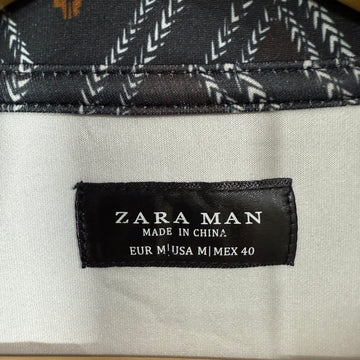 ZARA MAN
MADE IN CHINA
EUR M|USA M|MEX 40